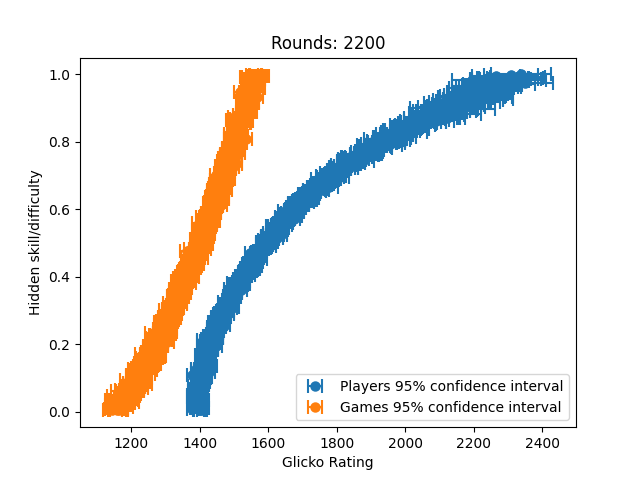 Rounds: 2200
1.0
0.8
0.6
0.4
0.2
0.0
Hidden skill/difficulty
Players 95% confidence interval
Games 95% confidence interval
1200 1400 1600 1800 2000 2200 2400
Glicko Rating